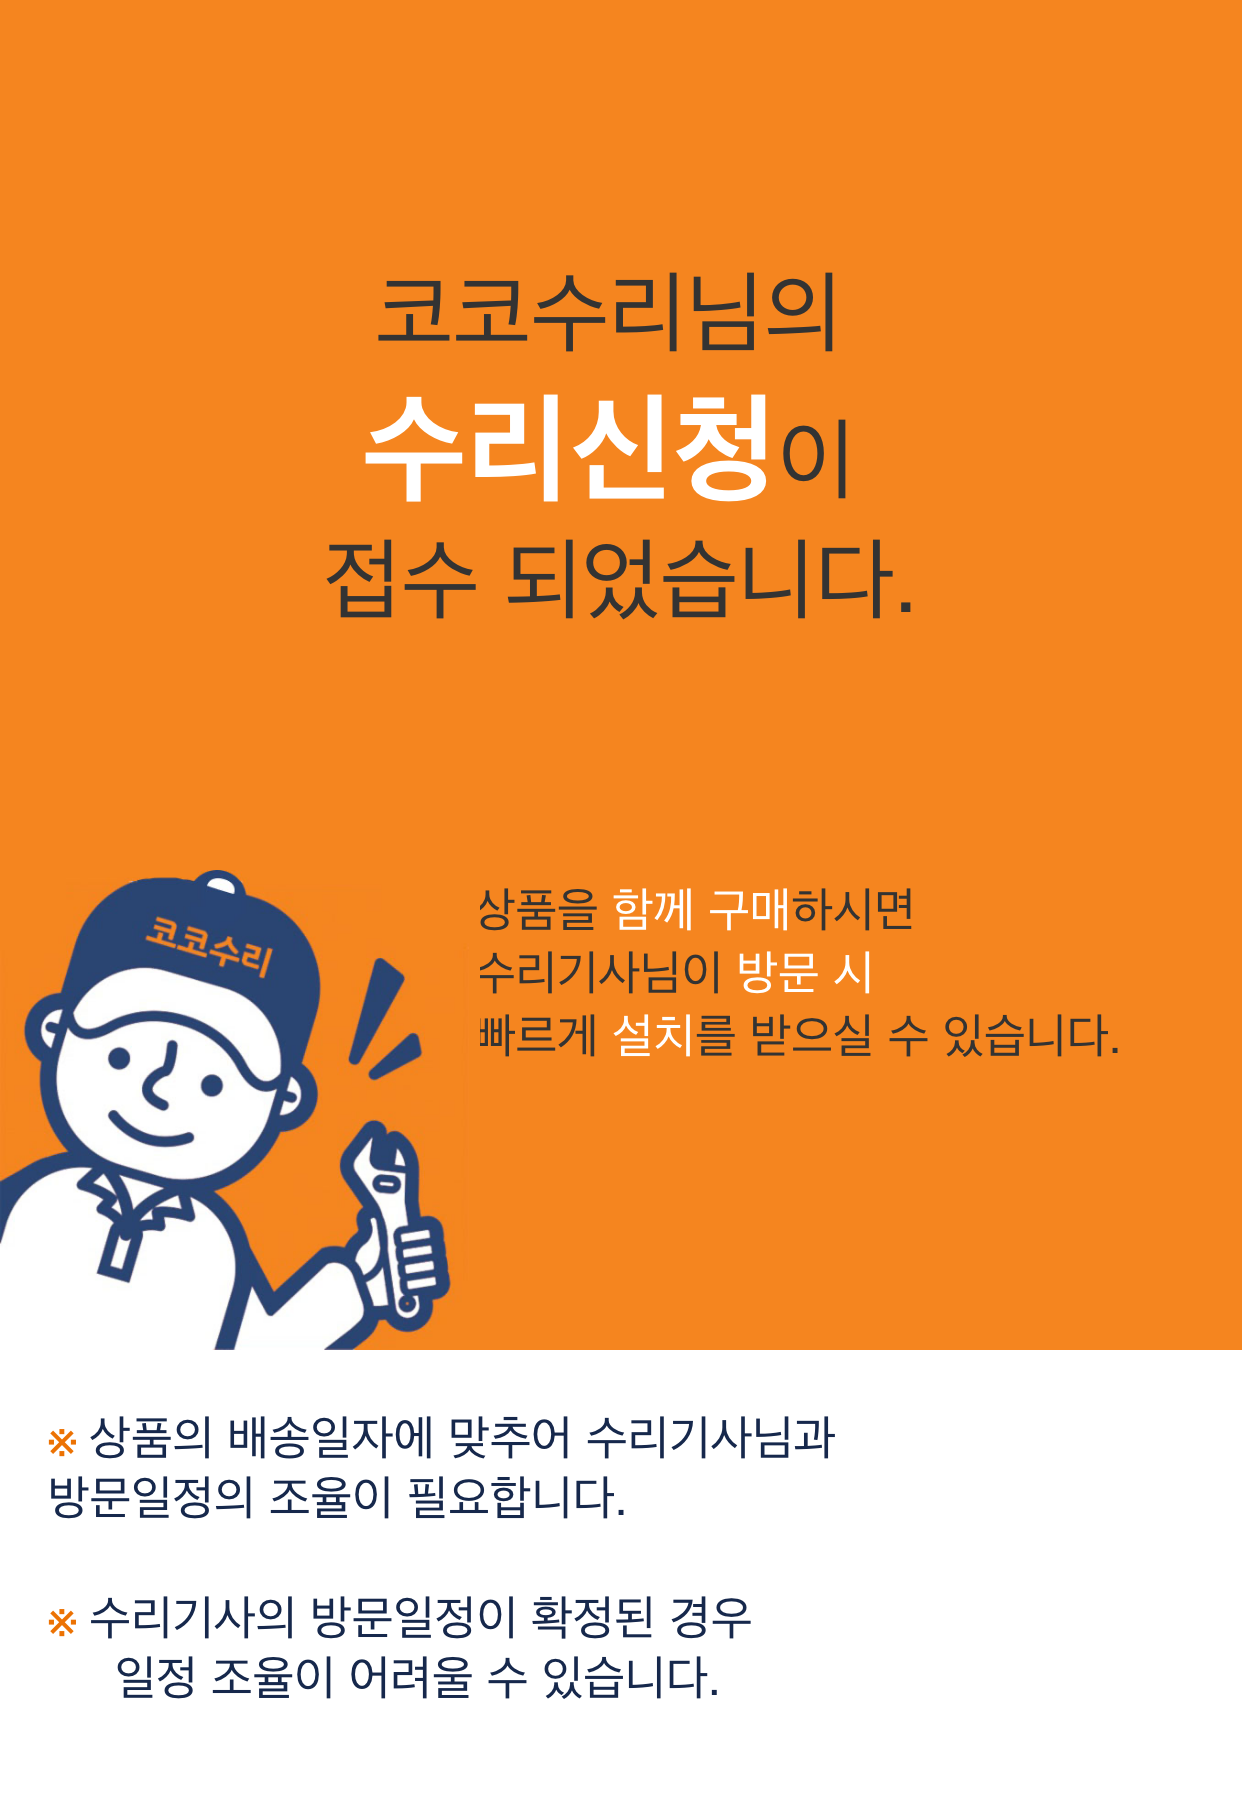 코코수리님의
수리신청이
접수 되었습니다.
코코수리
상품을 함께 구매하시면
수리기사님이 방문 시
빠르게 설치를 받으실 수 있습니다.
※ 상품의 배송일자에 맞추어 수리기사님과
방문일정의 조율이 필요합니다.
※ 수리기사의 방문일정이 확정된 경우
일정 조율이 어려울 수 있습니다.